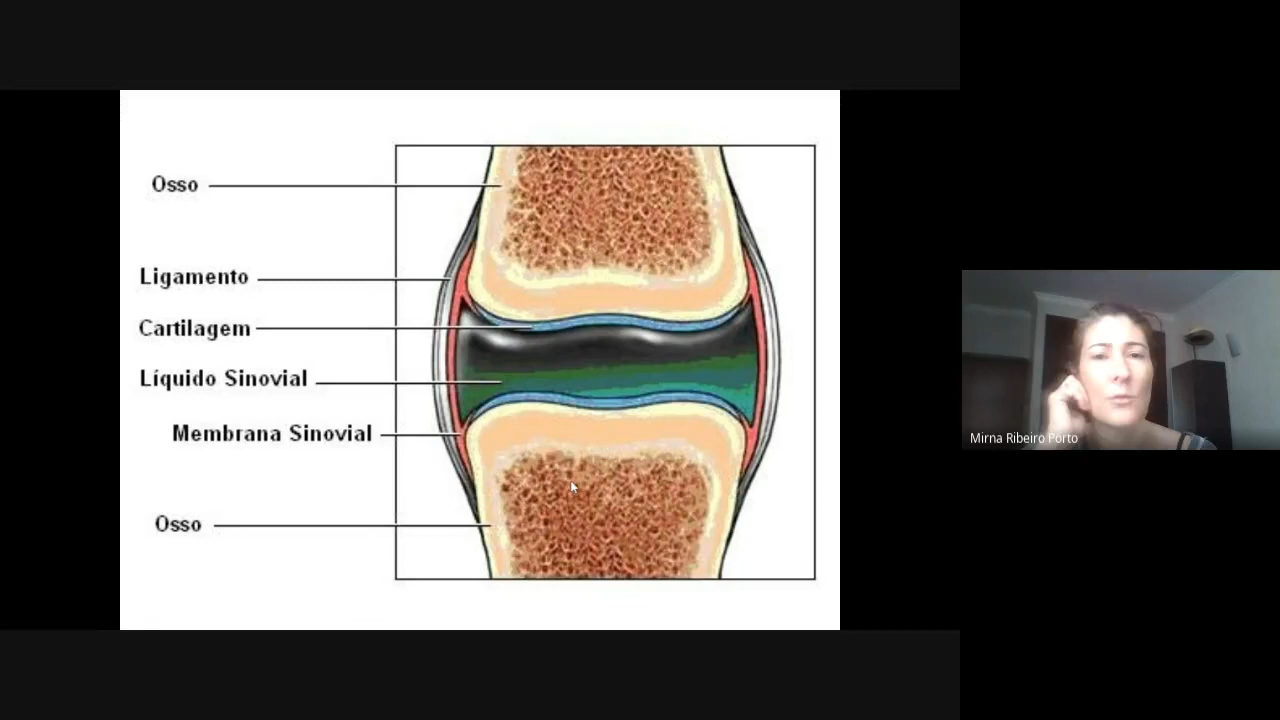 Osso
Ligamento
Cartilagem
Líquido Sinovial
Membrana Sinovial
Osso
Mirna Ribeiro Porto